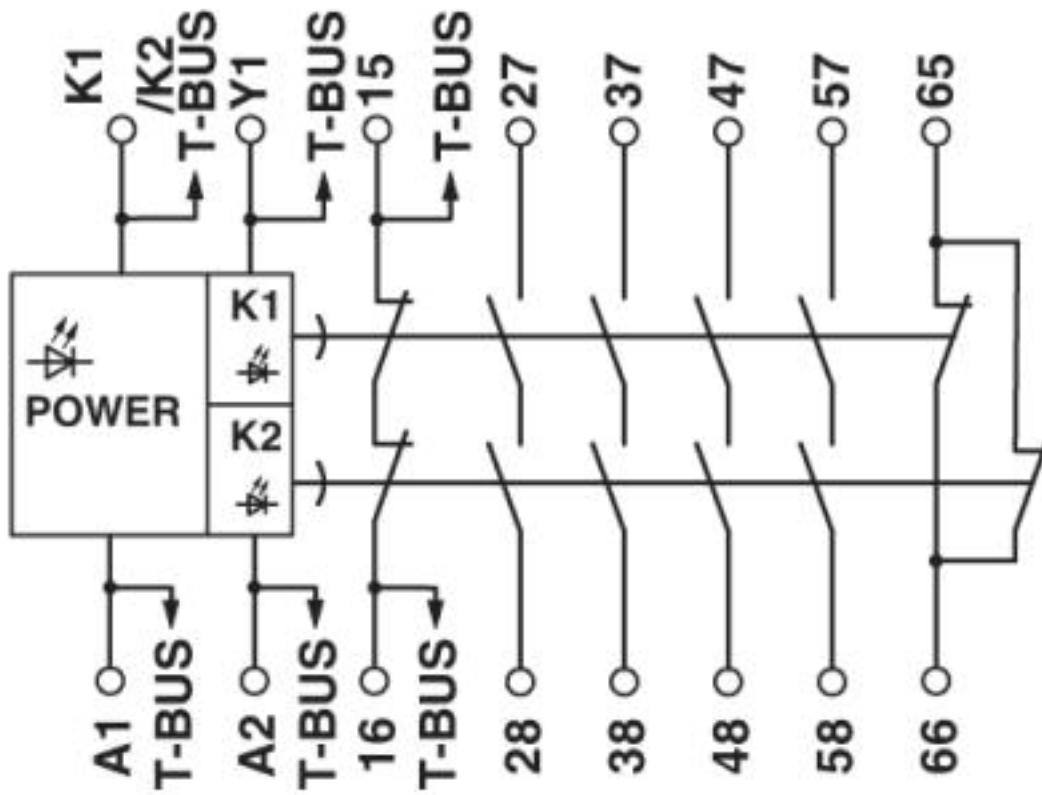 K1
/K2
T-BUS
Y1
T-BUS
15
T-BUS
27
37
47
57
65
K1
POWER
K2
A1
T-BUS
A2
T-BUS
16
T-BUS
28
38
48
58
66